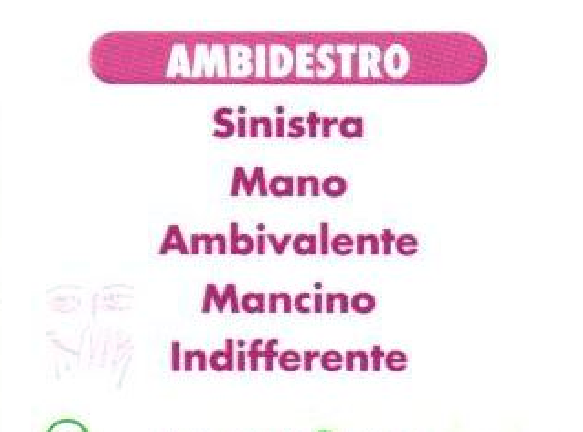 AMBIDESTRO
Sinistra
Mano
Ambivalente
Mancino
Indifferente